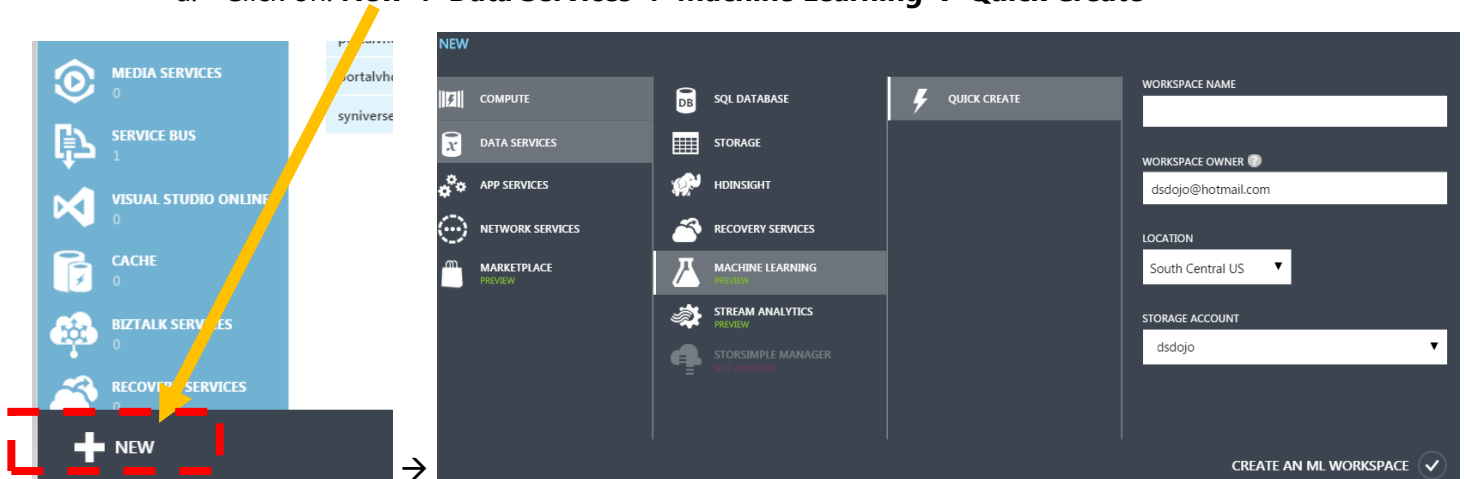 MEDIA SERVICES
0
SERVICE BUS
1
VISUAL STUDIO ONLINE
0
CACHE
0
BIZTALK SERVICES
0
RECOVERY SERVICES
0
NEW
syniverse
→
NEW
COMPUTE
DATA SERVICES
APP SERVICES
NETWORK SERVICES
MARKETPLACE
PREVIEW
SQL DATABASE
STORAGE
HDINSIGHT
RECOVERY SERVICES
MACHINE LEARNING
PREVIEW
STREAM ANALYTICS
PREVIEW
STORSIMPLE MANAGER
NOT AVAILABLE
QUICK CREATE
WORKSPACE NAME
WORKSPACE OWNER ?
dsdojo@hotmail.com
LOCATION
South Central US
STORAGE ACCOUNT
dsdojo
CREATE AN ML WORKSPACE